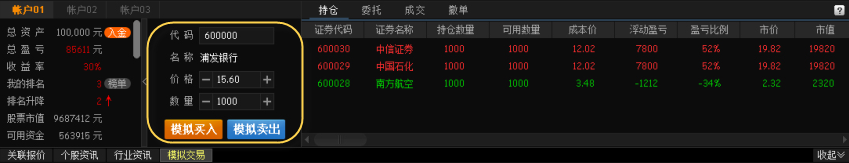 帐户01 帐户02 帐户03
总资产 100,000 元 入金
总盈亏 85611 元
收益率 30%
我的排名 3 榜单
排名升降 2 ↑
股票市值 9687412 元
可用资金 563915 元
代码 600000
名称 浦发银行
价格 － 15.60 ＋
数量 － 1000 ＋
模拟买入 模拟卖出
持仓 委托 成交 撤单
证券代码 证券名称 持仓数量 可用数量 成本价 浮动盈亏 盈亏比例 市价 市值
600030 中信证券 1000 1000 12.02 7800 52% 19.82 19820
600029 中国石化 1000 1000 12.02 7800 52% 19.82 19820
600028 南方航空 1000 1000 3.48 -1212 -34% 2.32 2320
关联报价 个股资讯 行业资讯 模拟交易 收起